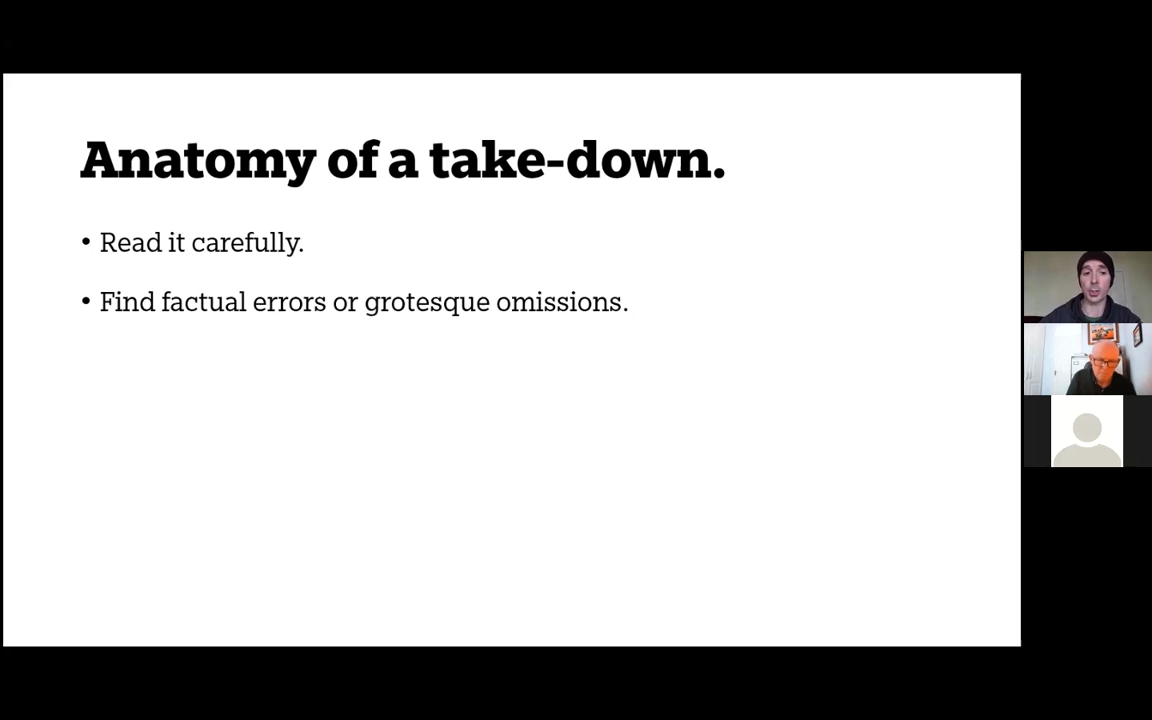 Anatomy of a take-down.
• Read it carefully.
• Find factual errors or grotesque omissions.